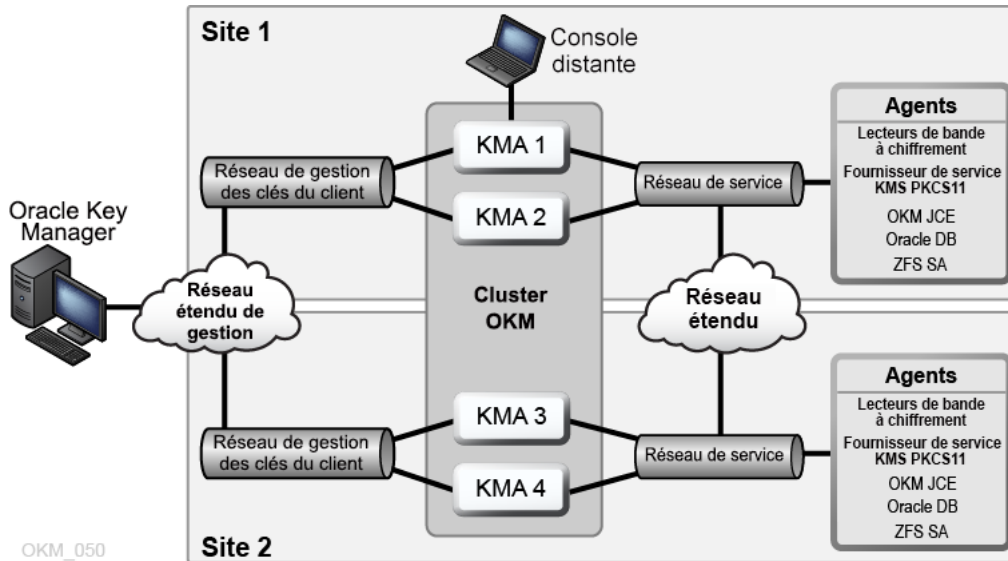 Site 1
Console
distante
Agents
Lecteurs de bande
à chiffrement
Fournisseur de service
KMS PKCS11
OKM JCE
Oracle DB
ZFS SA
KMA 1
Réseau de gestion
des clés du client
Réseau de service
KMA 2
Oracle Key
Manager
Réseau
étendu de
gestion
Cluster
OKM
Réseau
étendu
Agents
Lecteurs de bande
à chiffrement
Fournisseur de service
KMS PKCS11
OKM JCE
Oracle DB
ZFS SA
KMA 3
Réseau de gestion
des clés du client
Réseau de service
KMA 4
Site 2
OKM_050